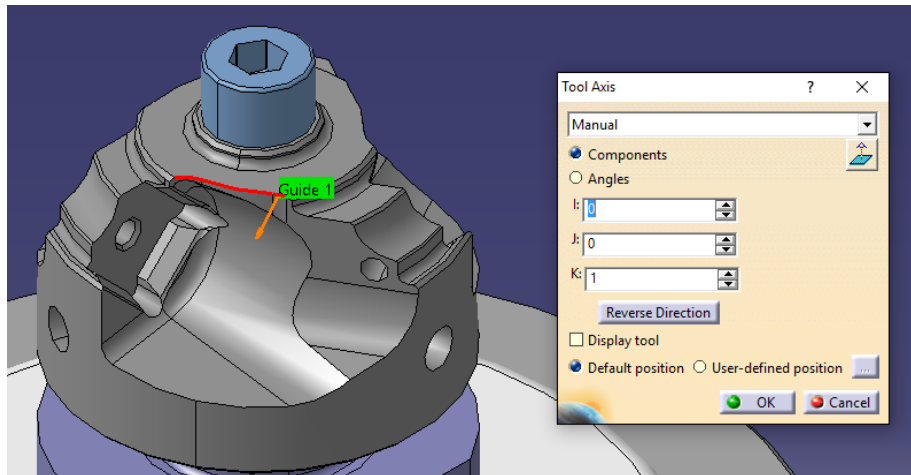 Guide 1
Tool Axis ? X
Manual
Components
Angles
I: 0
J: 0
K: 1
Reverse Direction
Display tool
Default position User-defined position ...
OK Cancel